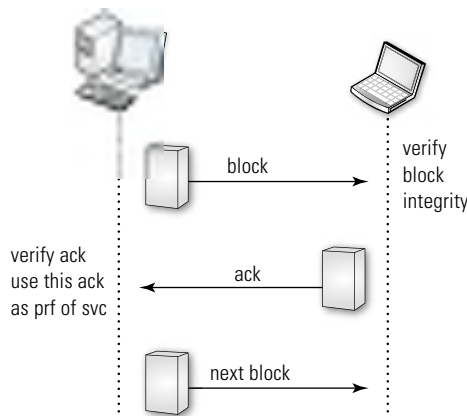 block
verify
block
integrity
verify ack
use this ack
as prf of svc
ack
next block